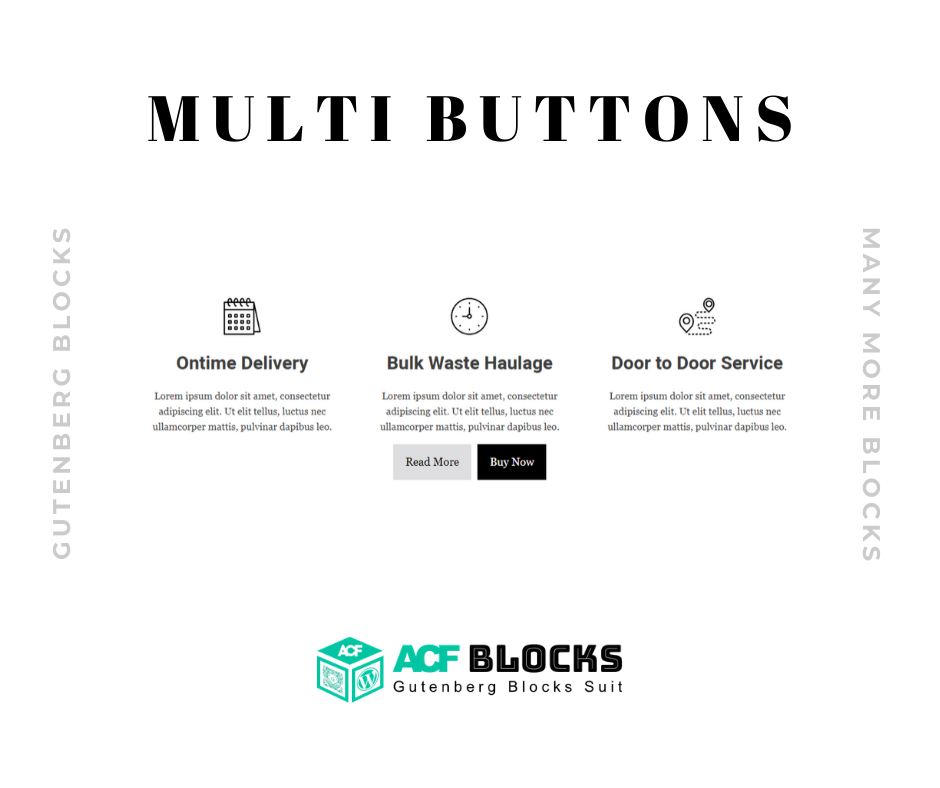 MULTI BUTTONS
GUTENBERG BLOCKS
MANY MORE BLOCKS
Ontime Delivery
Lorem ipsum dolor sit amet, consectetur
adipiscing elit. Ut elit tellus, luctus nec
ullamcorper mattis, pulvinar dapibus leo.
Bulk Waste Haulage
Lorem ipsum dolor sit amet, consectetur
adipiscing elit. Ut elit tellus, luctus nec
ullamcorper mattis, pulvinar dapibus leo.
Read More
Buy Now
Door to Door Service
Lorem ipsum dolor sit amet, consectetur
adipiscing elit. Ut elit tellus, luctus nec
ullamcorper mattis, pulvinar dapibus leo.
ACF
W
ACF BLOCKS
Gutenberg Blocks Suit